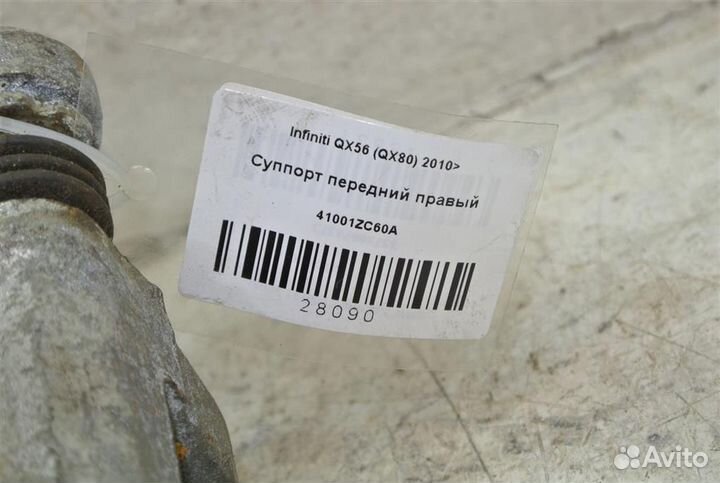 Infiniti QX56 (QX80) 2010>
Суппорт передний правый
41001ZC60A
28090
Avito